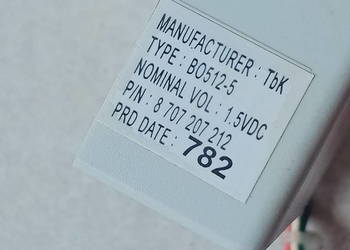 MANUFACTURER : TbK
TYPE : BO512-5
NOMINAL VOL : 1.5VDC
P/N : 8 707 207 212
PRD DATE : 782